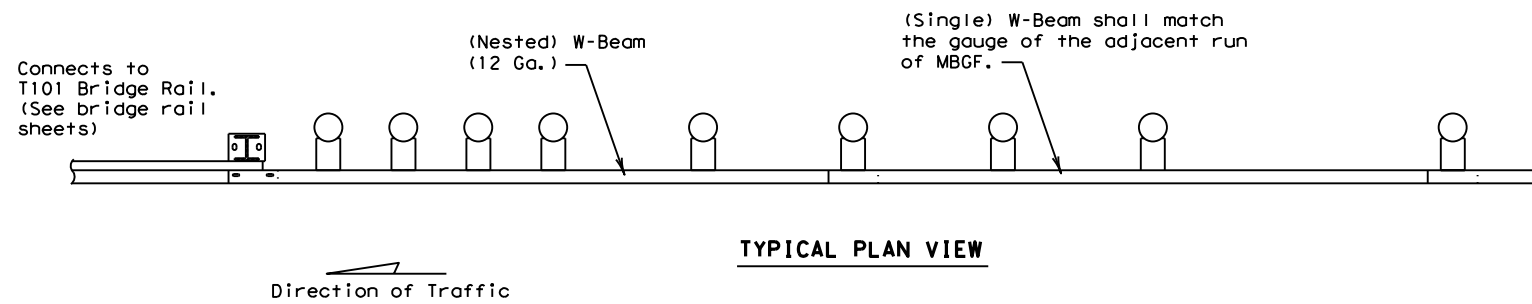 Connects to
T101 Bridge Rail.
(See bridge rail
sheets)
(Nested) W-Beam
(12 Ga.)
(Single) W-Beam shall match
the gauge of the adjacent run
of MBGF.
TYPICAL PLAN VIEW
Direction of Traffic